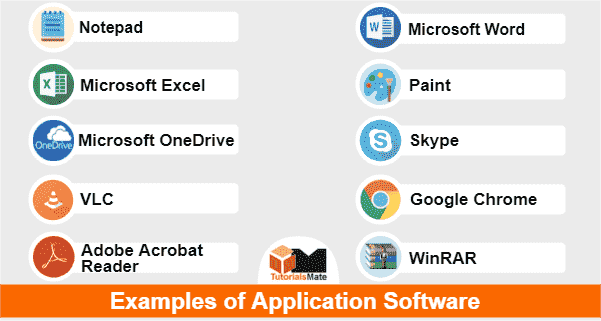 Notepad
Microsoft Word
Microsoft Excel
Paint
OneDrive
Microsoft OneDrive
Skype
VLC
Google Chrome
Adobe Acrobat
Reader
WinRAR
TutorialsMate
Examples of Application Software